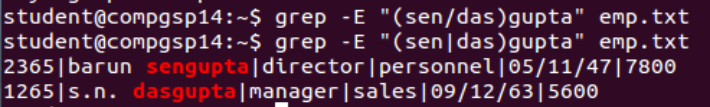 student@compgsp14:~$ grep -E "(sen/das)gupta" emp.txt
student@compgsp14:~$ grep -E "(sen|das)gupta" emp.txt
2365|barun sengupta|director|personnel|05/11/47|7800
1265|s.n. dasgupta|manager|sales|09/12/63|5600